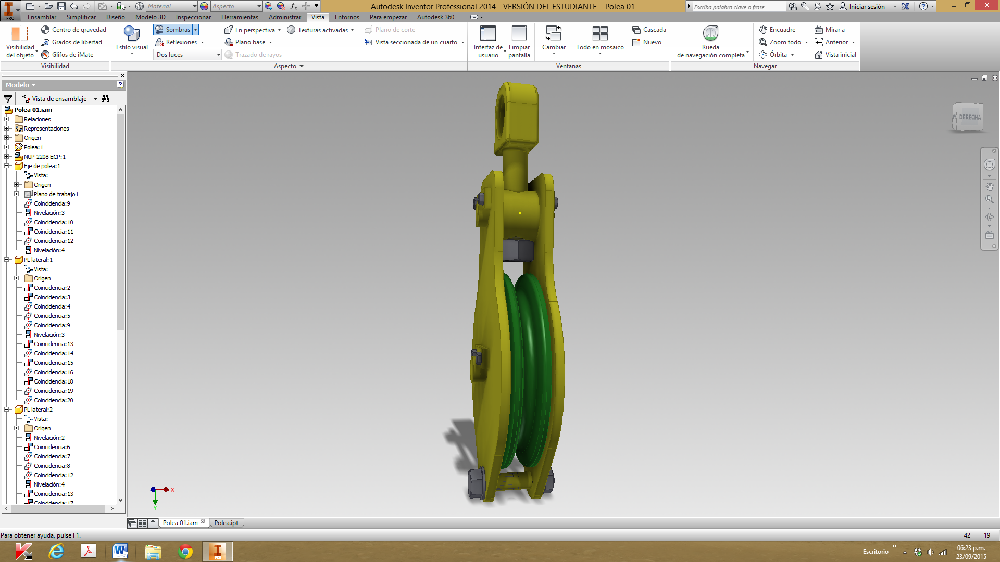 Material
Aspecto
Autodesk Inventor Professional 2014 - VERSIÓN DEL ESTUDIANTE Polea 01
Escriba palabra clave o frase
Iniciar sesión
PRO
Ensamblar Simplificar Diseño Modelo 3D Inspeccionar Herramientas Administrar Vista Entornos Para empezar Autodesk 360
Visibilidad del objeto
Centro de gravedad
Grados de libertad
Glifos de iMate
Visibilidad
Estilo visual
Sombras
Reflexiones
Dos luces
En perspectiva
Plano base
Trazado de rayos
Texturas activadas
Aspecto
Plano de corte
Vista seccionada de un cuarto
Interfaz de usuario
Limpiar pantalla
Cambiar
Todo en mosaico
Cascada
Nuevo
Ventanas
Rueda
de navegación completa
Encuadre
Zoom todo
Órbita
Mirar a
Anterior
Vista inicial
Navegar
Modelo
Vista de ensamblaje
Polea 01.iam
Relaciones
Representaciones
Origen
Polea:1
NUP 2208 ECP:1
Eje de polea:1
Vista:
Origen
Plano de trabajo1
Coincidencia:9
Nivelación:3
Coincidencia:10
Coincidencia:11
Coincidencia:12
Nivelación:4
PL lateral:1
Vista:
Origen
Coincidencia:2
Coincidencia:3
Coincidencia:4
Coincidencia:5
Coincidencia:9
Nivelación:3
Coincidencia:13
Coincidencia:14
Coincidencia:15
Coincidencia:16
Coincidencia:18
Coincidencia:19
Coincidencia:20
PL lateral:2
Vista:
Origen
Nivelación:2
Coincidencia:6
Coincidencia:7
Coincidencia:8
Coincidencia:12
Nivelación:4
Coincidencia:13
Coincidencia:17
DERECHA
X
Y
Polea 01.iam
Polea.ipt
Para obtener ayuda, pulse F1.
42 19
Escritorio
06:23 p.m.
23/09/2015